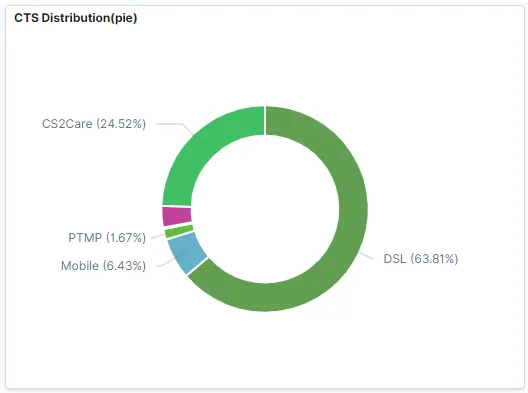 CTS Distribution(pie)
CS2Care (24.52%)
PTMP (1.67%)
Mobile (6.43%)
DSL (63.81%)